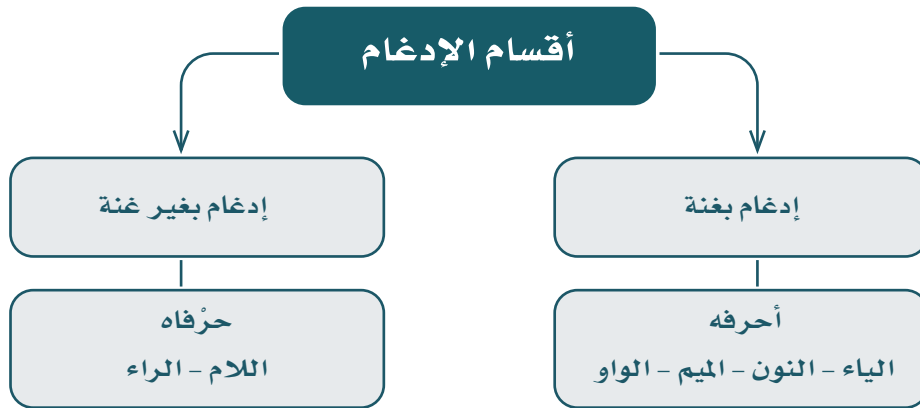 أقسام الإدغام
إدغام بغنة
أحرفه
الياء – النون – الميم – الواو
إدغام بغير غنة
حرْفاه
اللام – الراء